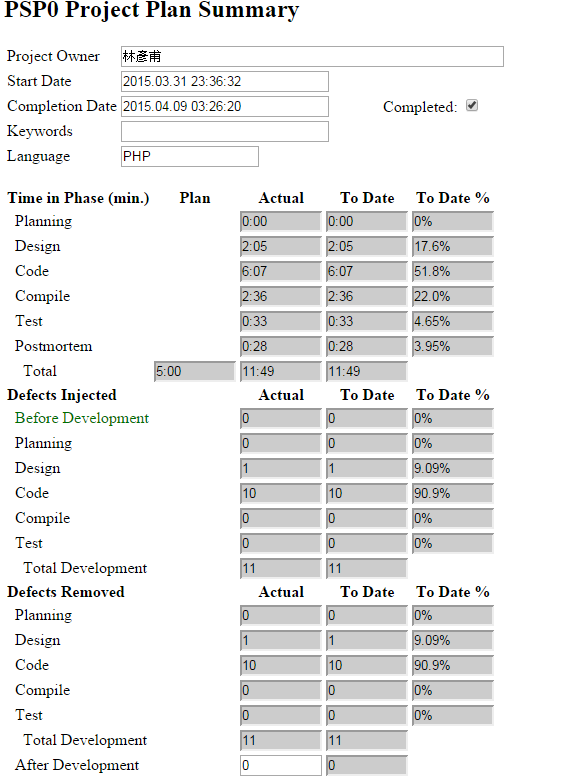 PSP0 Project Plan Summary
Project Owner 林彥甫
Start Date 2015.03.31 23:36:32
Completion Date 2015.04.09 03:26:20 Completed:
Keywords
Language PHP
Time in Phase (min.) Plan Actual To Date To Date %
Planning 0:00 0:00 0%
Design 2:05 2:05 17.6%
Code 6:07 6:07 51.8%
Compile 2:36 2:36 22.0%
Test 0:33 0:33 4.65%
Postmortem 0:28 0:28 3.95%
Total 5:00 11:49 11:49
Defects Injected Actual To Date To Date %
Before Development 0 0 0%
Planning 0 0 0%
Design 1 1 9.09%
Code 10 10 90.9%
Compile 0 0 0%
Test 0 0 0%
Total Development 11 11
Defects Removed Actual To Date To Date %
Planning 0 0 0%
Design 1 1 9.09%
Code 10 10 90.9%
Compile 0 0 0%
Test 0 0 0%
Total Development 11 11
After Development 0 0